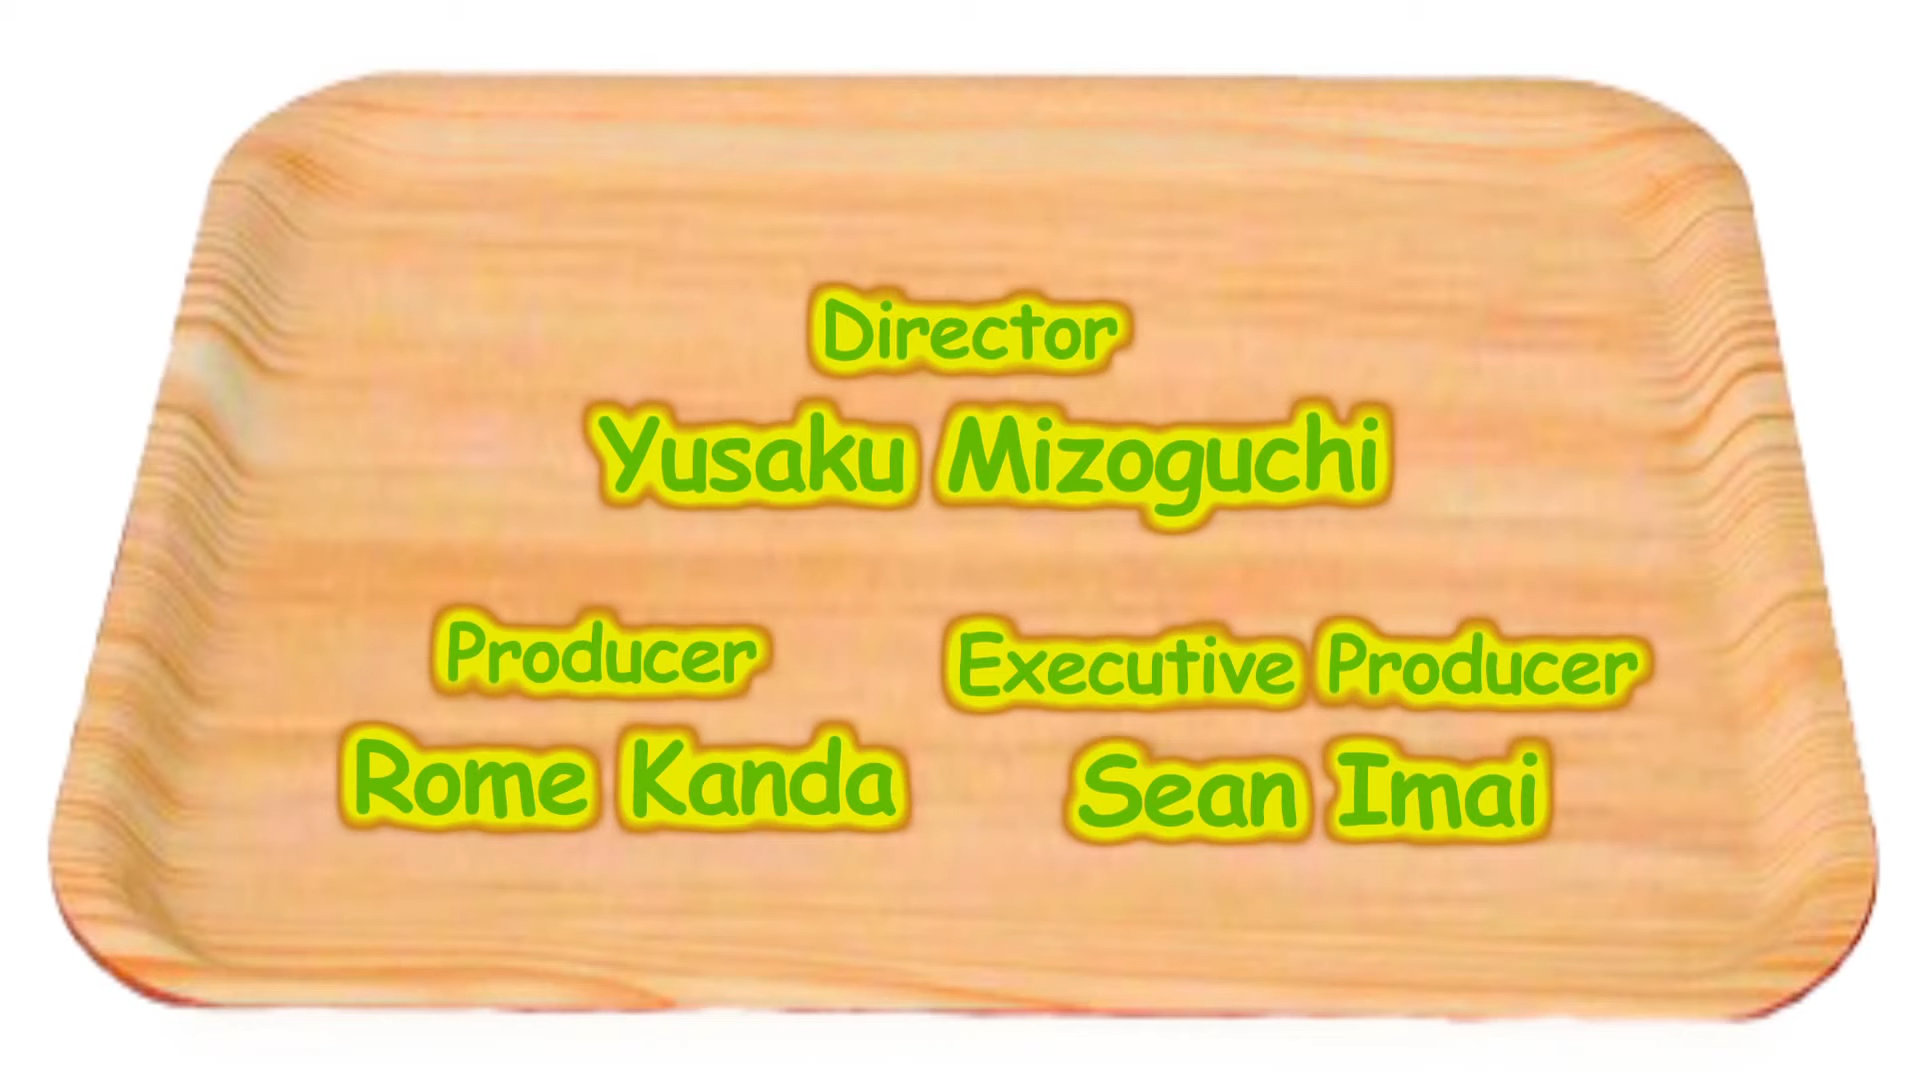 Director
Yusaku Mizoguchi
Producer
Rome Kanda
Executive Producer
Sean Imai